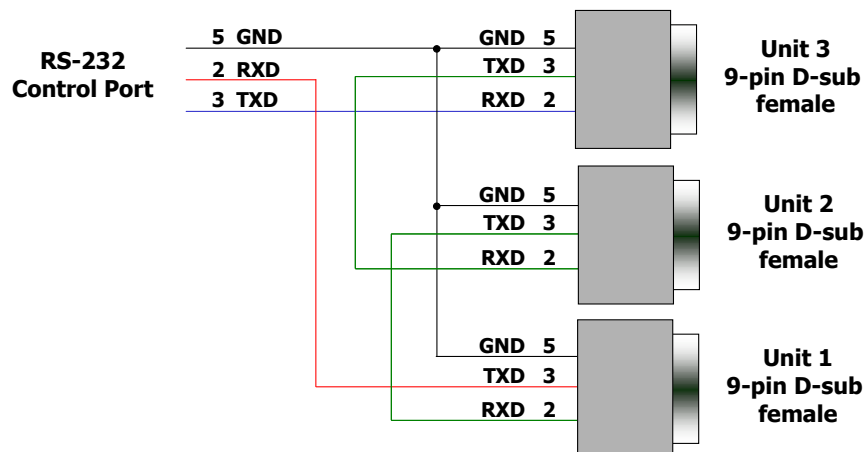 RS-232
Control Port
5 GND
2 RXD
3 TXD
GND 5
TXD 3
RXD 2
Unit 3
9-pin D-sub
female
GND 5
TXD 3
RXD 2
Unit 2
9-pin D-sub
female
GND 5
TXD 3
RXD 2
Unit 1
9-pin D-sub
female